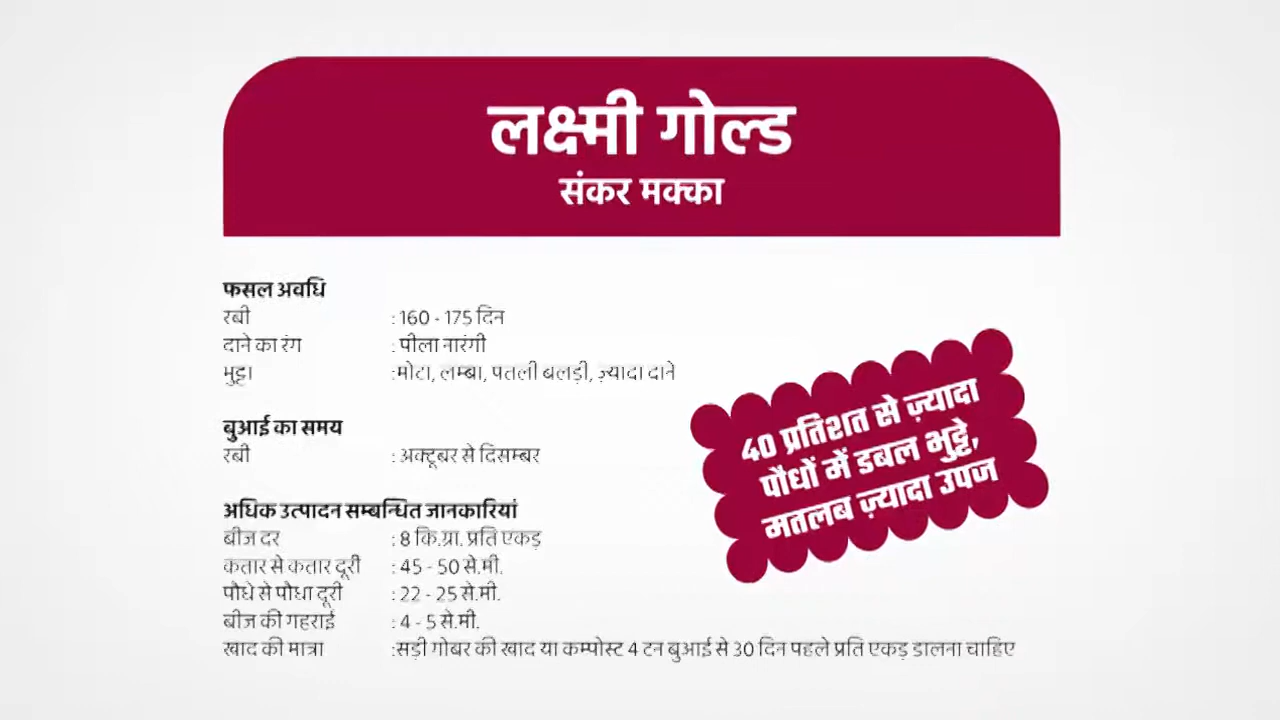 लक्ष्मी गोल्ड
संकर मक्का
फसल अवधि
रबी : 160 - 175 दिन
दाने का रंग : पीला नारंगी
भुट्टा :मोटा, लम्बा, पतली बलड़ी, ज़्यादा दाने
बुआई का समय
रबी : अक्टूबर से दिसम्बर
अधिक उत्पादन सम्बन्धित जानकारियां
बीज दर : 8 कि.ग्रा. प्रति एकड़
कतार से कतार दूरी : 45 - 50 से.मी.
पौधे से पौधा दूरी : 22 - 25 से.मी.
बीज की गहराई : 4 - 5 से.मी.
खाद की मात्रा :सड़ी गोबर की खाद या कम्पोस्ट 4 टन बुआई से 30 दिन पहले प्रति एकड़ डालना चाहिए
40 प्रतिशत से ज़्यादा
पौधों में डबल भुट्टे,
मतलब ज़्यादा उपज